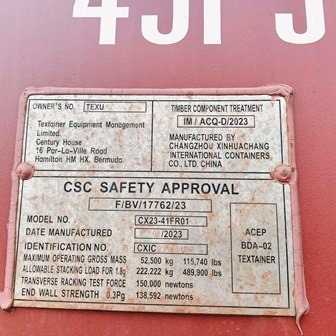 45P3
OWNER'S NO. TEXU
Textainer Equipment Management
Limited.
Century House
16 Par-La-Ville Road
Hamilton HM HX, Bermuda.
TIMBER COMPONENT TREATMENT
IM / ACQ-D/2023
MANUFACTURED BY
CHANGZHOU XINHUACHANG
INTERNATIONAL CONTAINERS
CO., LTD. CHINA
CSC SAFETY APPROVAL
F/BV/17762/23
MODEL NO. CX23-41FR01
DATE MANUFACTURED /2023
IDENTIFICATION NO. CXIC
MAXIMUM OPERATING GROSS MASS 52,500 kg 115,740 lbs
ALLOWABLE STACKING LOAD FOR 1.8g 222,222 kg 489,900 lbs
TRANSVERSE RACKING TEST FORCE 150,000 newtons
END WALL STRENGTH 0.3Pg 138,592 newtons
ACEP
BDA-02
TEXTAINER